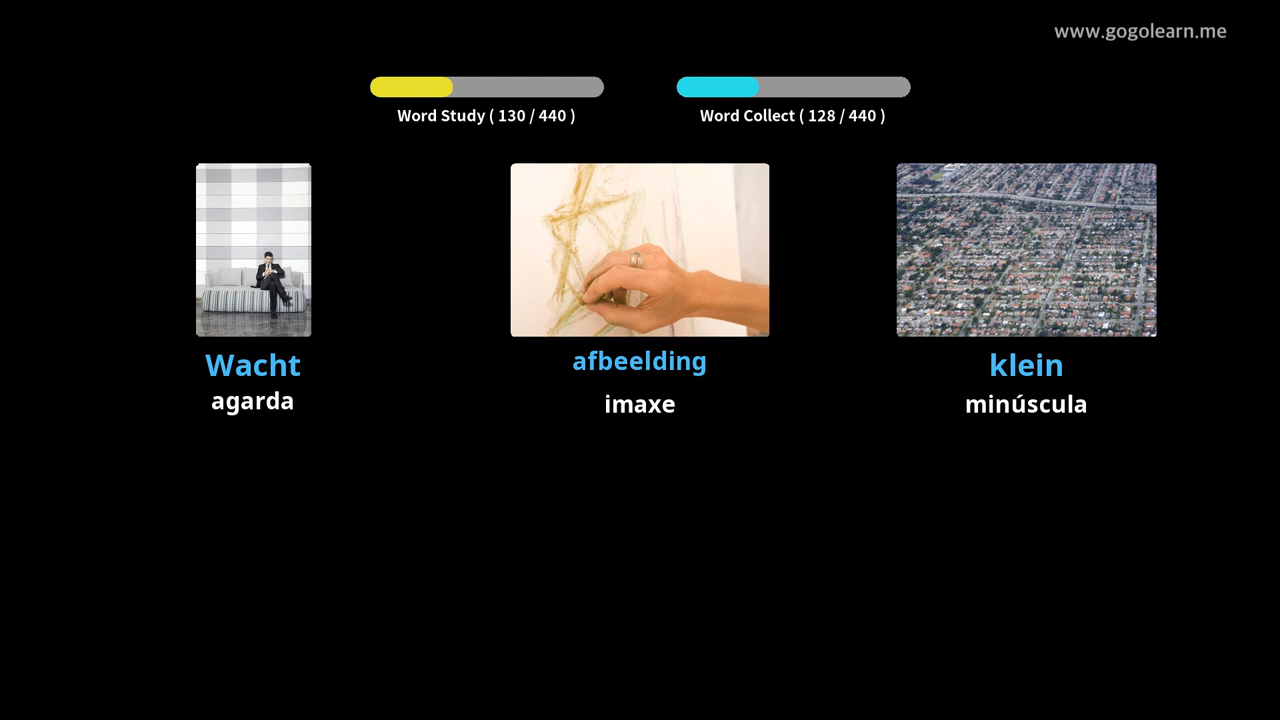 www.gogolearn.me
Word Study ( 130 / 440 )
Word Collect ( 128 / 440 )
Wacht
agarda
afbeelding
imaxe
klein
minúscula